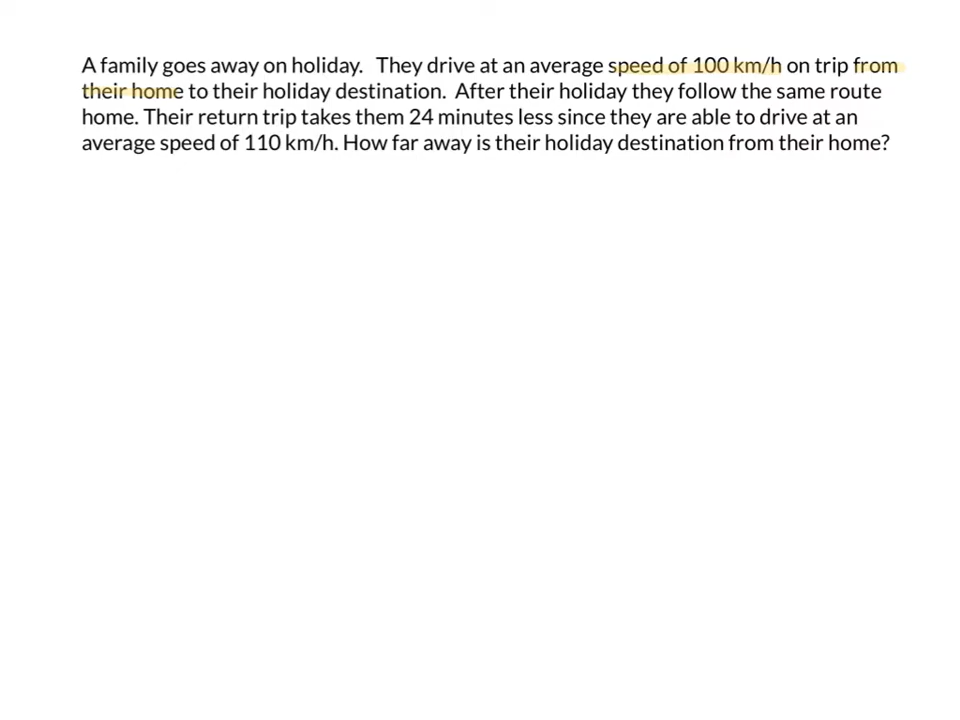 A family goes away on holiday. They drive at an average speed of 100 km/h on trip from
their home to their holiday destination. After their holiday they follow the same route
home. Their return trip takes them 24 minutes less since they are able to drive at an
average speed of 110 km/h. How far away is their holiday destination from their home?